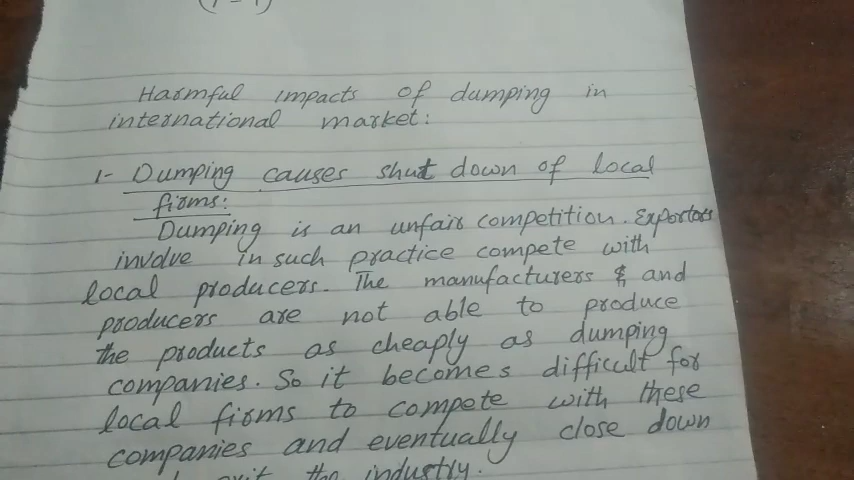 Harmful impacts of dumping in
international market:
1- Dumping causes shut down of local
firms:
Dumping is an unfair competition. Exportors
involve in such practice compete with
local producers. The manufacturers & and
producers are not able to produce
the products as cheaply as dumping
companies. So it becomes difficult for
local firms to compete with these
companies and eventually close down
exit the industry.